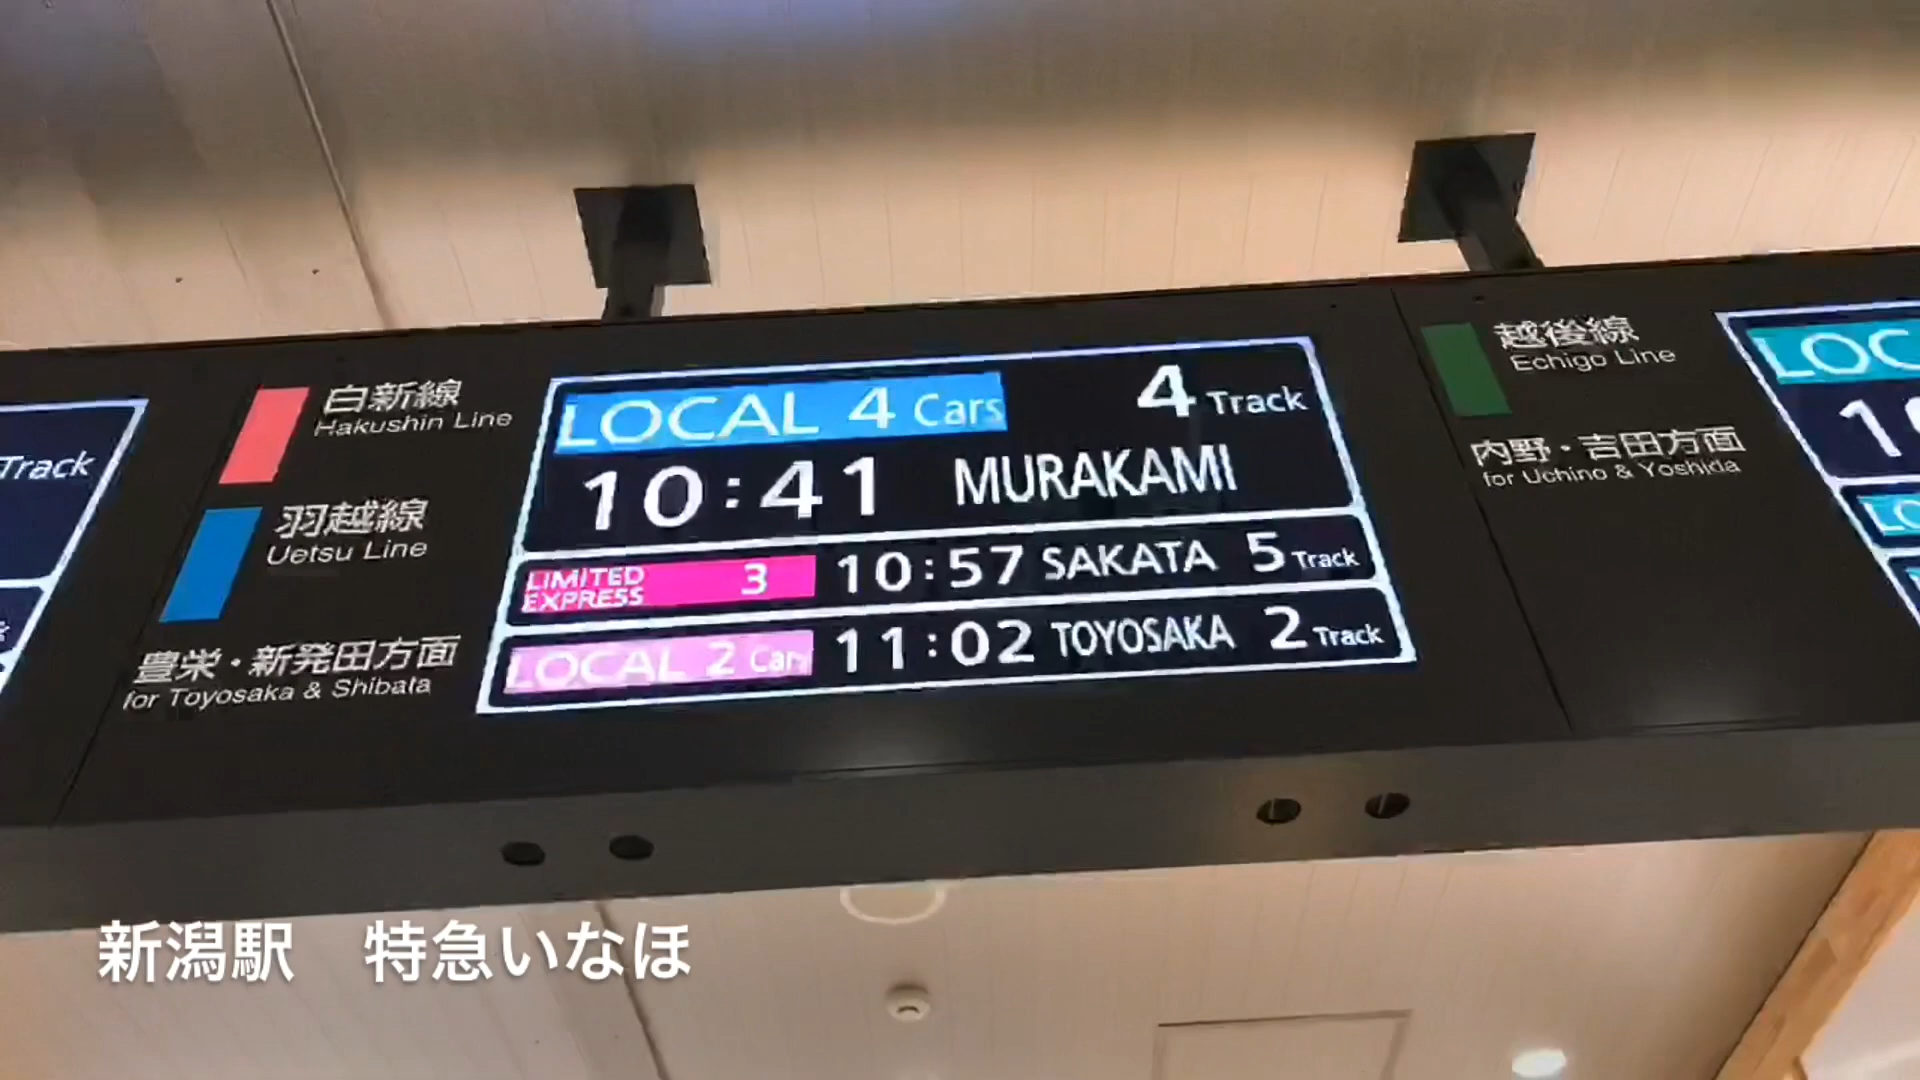 Track
白新線
Hakushin Line
羽越線
Uetsu Line
豊栄・新発田方面
for Toyosaka & Shibata
LOCAL 4 Cars 4 Track
10:41 MURAKAMI
LIMITED EXPRESS 3 10:57 SAKATA 5 Track
LOCAL 2 Cars 11:02 TOYOSAKA 2 Track
越後線
Echigo Line
内野・吉田方面
for Uchino & Yoshida
新潟駅 特急いなほ